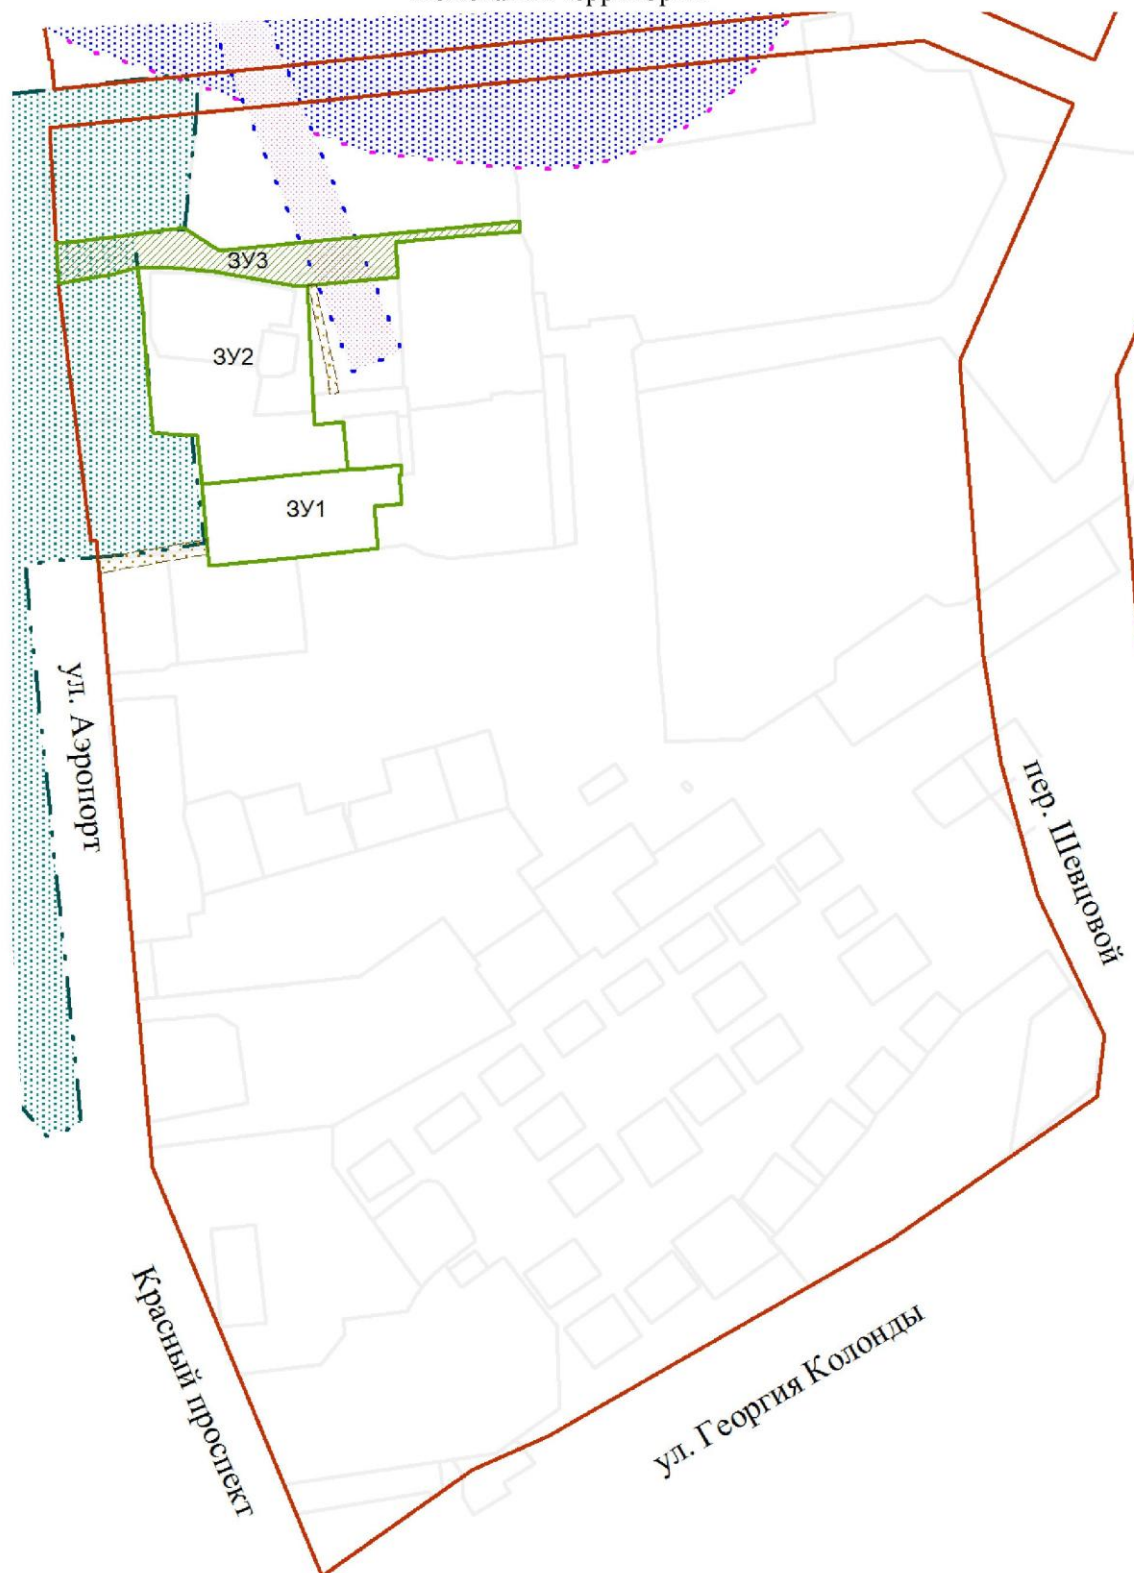 ЗУ3
ЗУ2
ЗУ1
ул. Аэропорт
пер. Шевцовой
Красный проспект
ул. Георгия Колонды